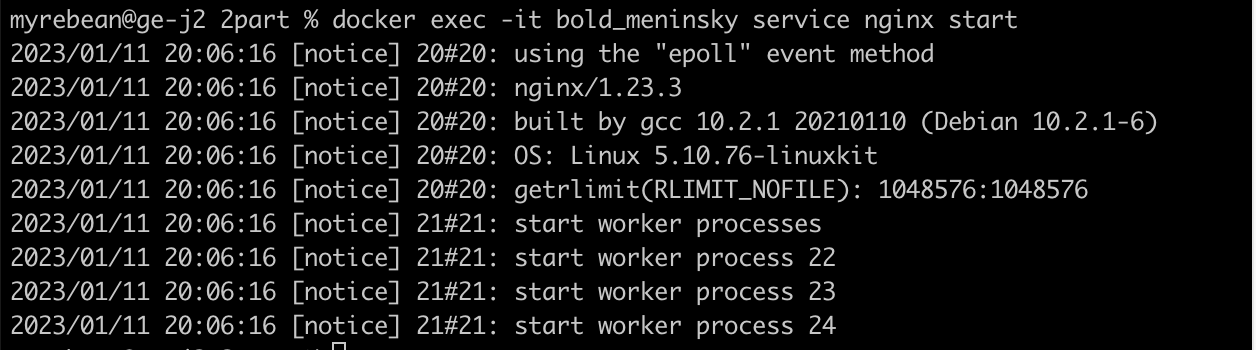 myrebean@ge-j2 2part % docker exec -it bold_meninsky service nginx start
2023/01/11 20:06:16 [notice] 20#20: using the "epoll" event method
2023/01/11 20:06:16 [notice] 20#20: nginx/1.23.3
2023/01/11 20:06:16 [notice] 20#20: built by gcc 10.2.1 20210110 (Debian 10.2.1-6)
2023/01/11 20:06:16 [notice] 20#20: OS: Linux 5.10.76-linuxkit
2023/01/11 20:06:16 [notice] 20#20: getrlimit(RLIMIT_NOFILE): 1048576:1048576
2023/01/11 20:06:16 [notice] 21#21: start worker processes
2023/01/11 20:06:16 [notice] 21#21: start worker process 22
2023/01/11 20:06:16 [notice] 21#21: start worker process 23
2023/01/11 20:06:16 [notice] 21#21: start worker process 24